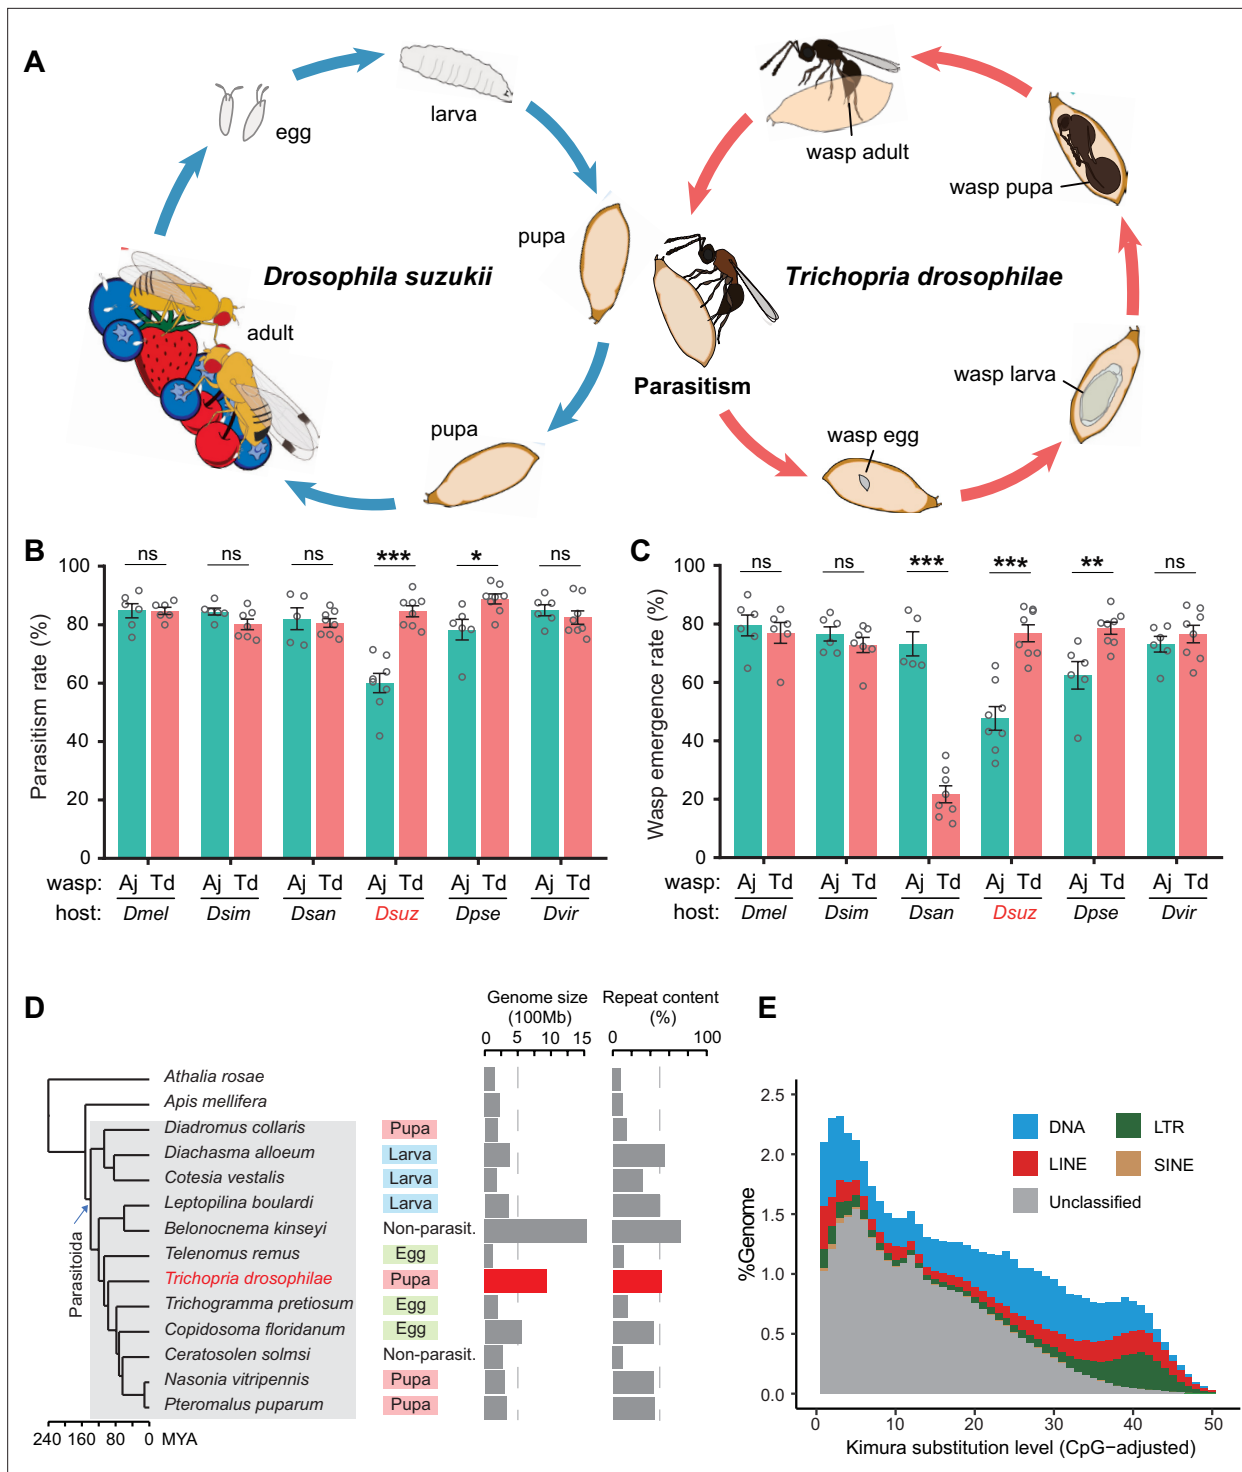 A
egg
larva
pupa
Drosophila suzukii
adult
pupa
wasp adult
wasp pupa
Trichopria drosophilae
Parasitism
wasp larva
wasp egg
B
Parasitism rate (%)
100
80
60
40
20
0
ns
ns
ns
***
*
ns
wasp: Aj Td Aj Td Aj Td Aj Td Aj Td Aj Td
host: Dmel Dsim Dsan Dsuz Dpse Dvir
C
Wasp emergence rate (%)
100
80
60
40
20
0
ns
ns
***
***
**
ns
wasp: Aj Td Aj Td Aj Td Aj Td Aj Td Aj Td
host: Dmel Dsim Dsan Dsuz Dpse Dvir
D
Genome size
(100Mb)
0 5 10 15
Repeat content
(%)
0 100
Athalia rosae
Apis mellifera
Diadromus collaris Pupa
Diachasma alloeum Larva
Cotesia vestalis Larva
Leptopilina boulardi Larva
Belonocnema kinseyi Non-parasit.
Telenomus remus Egg
Trichopria drosophilae Pupa
Trichogramma pretiosum Egg
Copidosoma floridanum Egg
Ceratosolen solmsi Non-parasit.
Nasonia vitripennis Pupa
Pteromalus puparum Pupa
Parasitoida
240 160 80 0 MYA
E
%Genome
2.5
2.0
1.5
1.0
0.5
0.0
DNA LTR
LINE SINE
Unclassified
0 10 20 30 40 50
Kimura substitution level (CpG−adjusted)